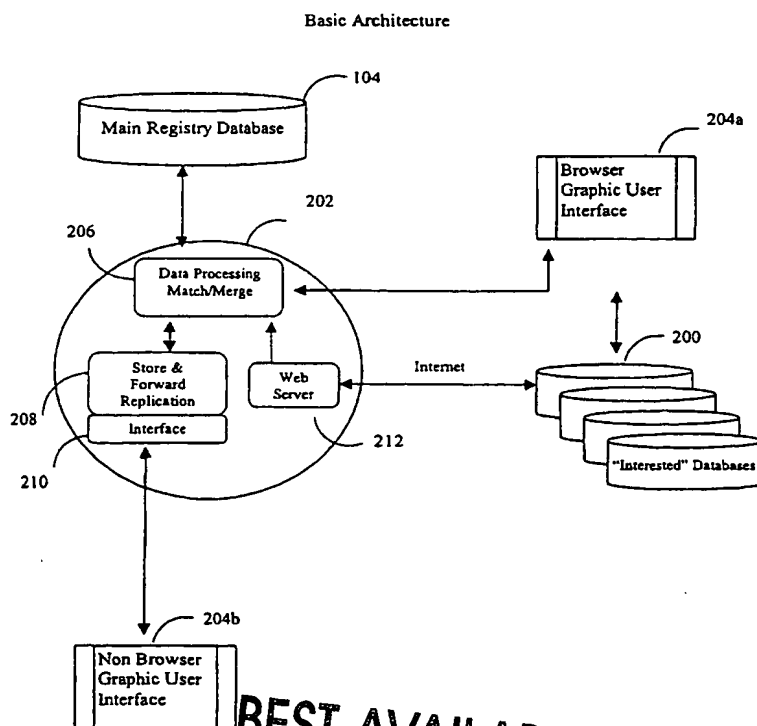 Basic Architecture
104
Main Registry Database
204a
Browser
Graphic User
Interface
202
206
Data Processing
Match/Merge
200
Store &
Forward
Replication
Web
Server
Internet
208
Interface
212
"Interested" Databases
210
204b
Non Browser
Graphic User
Interface
BEST